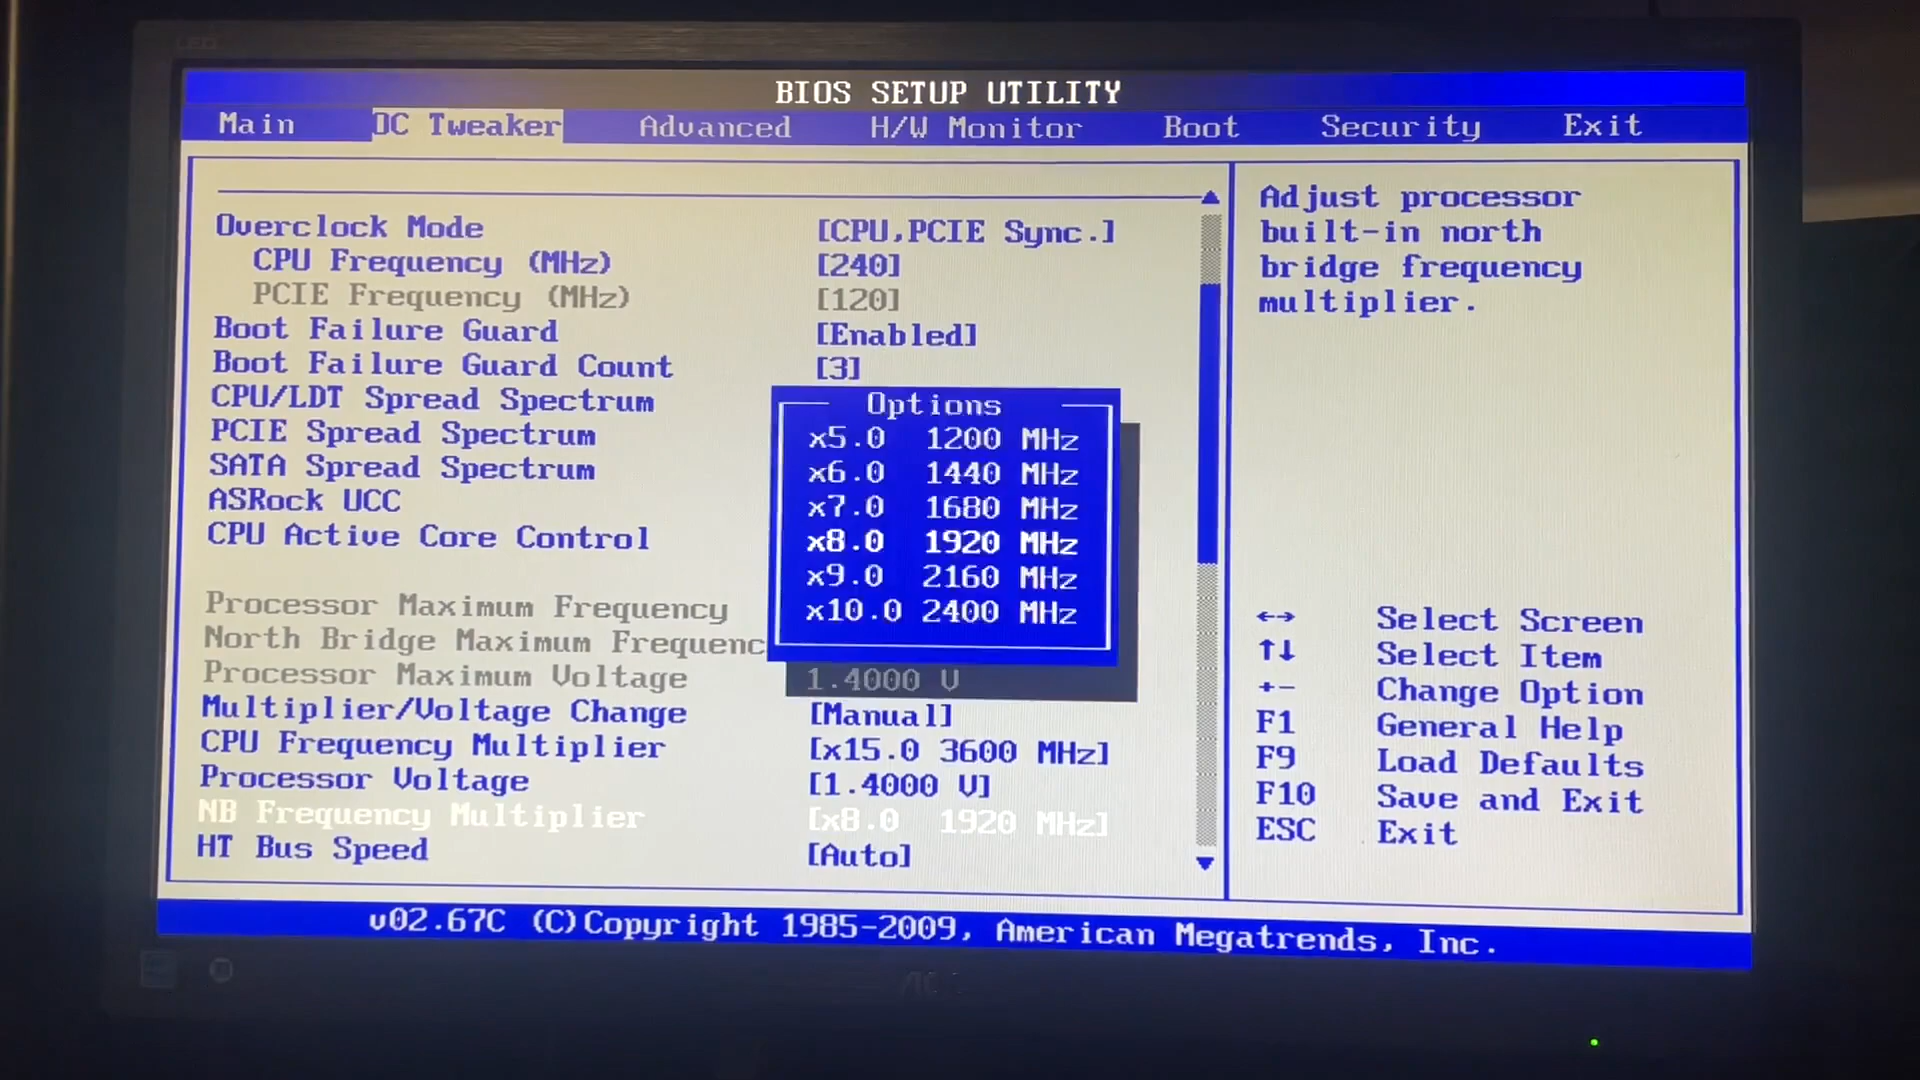 BIOS SETUP UTILITY
Main OC Tweaker Advanced H/W Monitor Boot Security Exit
Overclock Mode [CPU,PCIE Sync.]
CPU Frequency (MHz) [240]
PCIE Frequency (MHz) [120]
Boot Failure Guard [Enabled]
Boot Failure Guard Count [3]
CPU/LDT Spread Spectrum
PCIE Spread Spectrum
SATA Spread Spectrum
ASRock UCC
CPU Active Core Control
Processor Maximum Frequency
North Bridge Maximum Frequenc
Processor Maximum Voltage 1.4000 V
Multiplier/Voltage Change [Manual]
CPU Frequency Multiplier [x15.0 3600 MHz]
Processor Voltage [1.4000 V]
NB Frequency Multiplier [x8.0 1920 MHz]
HT Bus Speed [Auto]
Options
x5.0 1200 MHz
x6.0 1440 MHz
x7.0 1680 MHz
x8.0 1920 MHz
x9.0 2160 MHz
x10.0 2400 MHz
Adjust processor
built-in north
bridge frequency
multiplier.
←→ Select Screen
↑↓ Select Item
+- Change Option
F1 General Help
F9 Load Defaults
F10 Save and Exit
ESC Exit
v02.67C (C)Copyright 1985-2009, American Megatrends, Inc.